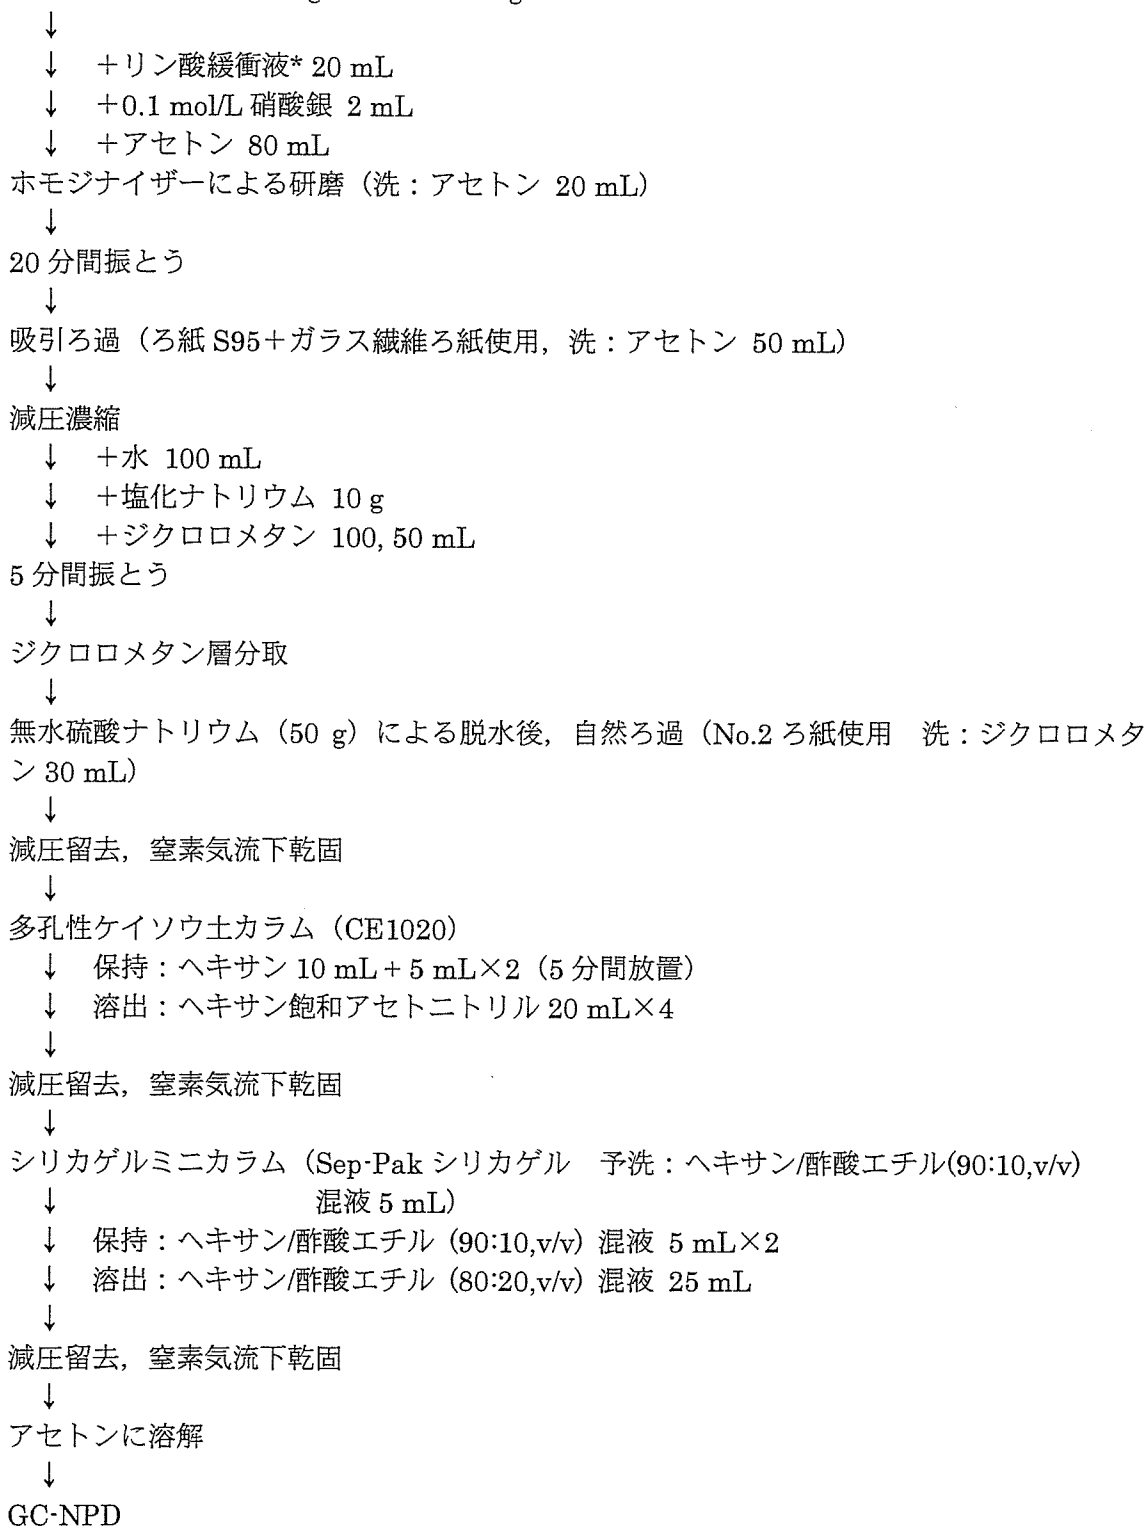 ↓
↓ +リン酸緩衝液* 20 mL
↓ +0.1 mol/L 硝酸銀 2 mL
↓ +アセトン 80 mL
ホモジナイザーによる研磨（洗：アセトン 20 mL）
↓
20 分間振とう
↓
吸引ろ過（ろ紙 S95＋ガラス繊維ろ紙使用，洗：アセトン 50 mL）
↓
減圧濃縮
↓ +水 100 mL
↓ +塩化ナトリウム 10 g
↓ +ジクロロメタン 100, 50 mL
5 分間振とう
↓
ジクロロメタン層分取
↓
無水硫酸ナトリウム（50 g）による脱水後，自然ろ過（No.2 ろ紙使用　洗：ジクロロメタ
ン 30 mL）
↓
減圧留去，窒素気流下乾固
↓
多孔性ケイソウ土カラム（CE1020）
↓ 保持：ヘキサン 10 mL + 5 mL×2（5 分間放置）
↓ 溶出：ヘキサン飽和アセトニトリル 20 mL×4
↓
減圧留去，窒素気流下乾固
↓
シリカゲルミニカラム（Sep-Pak シリカゲル　予洗：ヘキサン/酢酸エチル(90:10,v/v)
↓ 混液 5 mL）
↓ 保持：ヘキサン/酢酸エチル (90:10,v/v) 混液 5 mL×2
↓ 溶出：ヘキサン/酢酸エチル (80:20,v/v) 混液 25 mL
↓
減圧留去，窒素気流下乾固
↓
アセトンに溶解
↓
GC-NPD